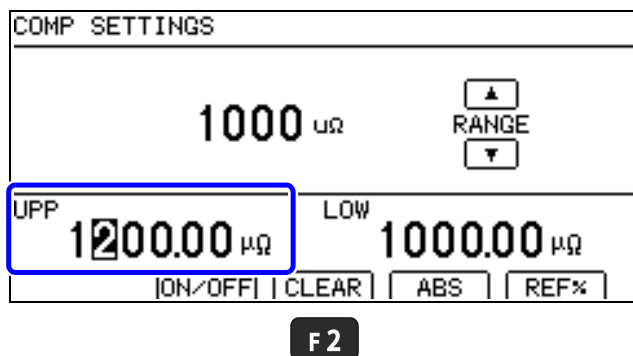 COMP SETTINGS
1000 uΩ
▲
RANGE
▼
UPP 1200.00 μΩ LOW 1000.00 μΩ
ON/OFF CLEAR ABS REF%
F2